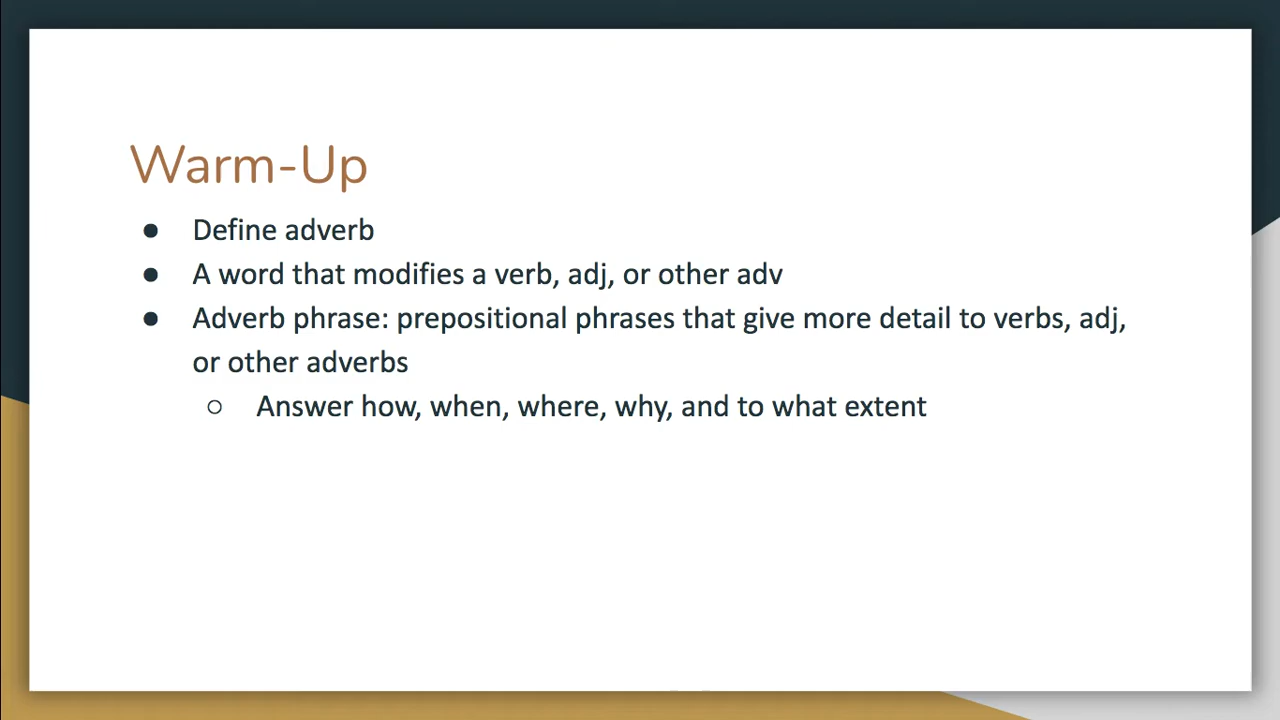 Warm-Up
● Define adverb
● A word that modifies a verb, adj, or other adv
● Adverb phrase: prepositional phrases that give more detail to verbs, adj,
or other adverbs
○ Answer how, when, where, why, and to what extent